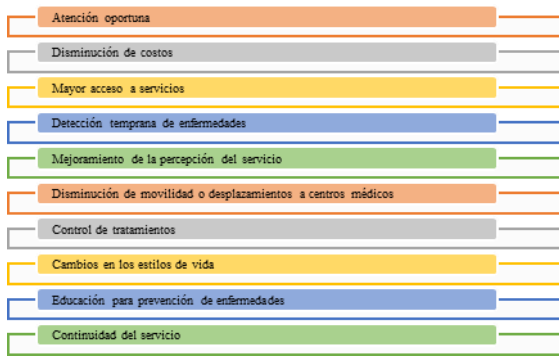 Atención oportuna
Disminución de costos
Mayor acceso a servicios
Detección temprana de enfermedades
Mejoramiento de la percepción del servicio
Disminución de movilidad o desplazamientos a centros médicos
Control de tratamientos
Cambios en los estilos de vida
Educación para prevención de enfermedades
Continuidad del servicio